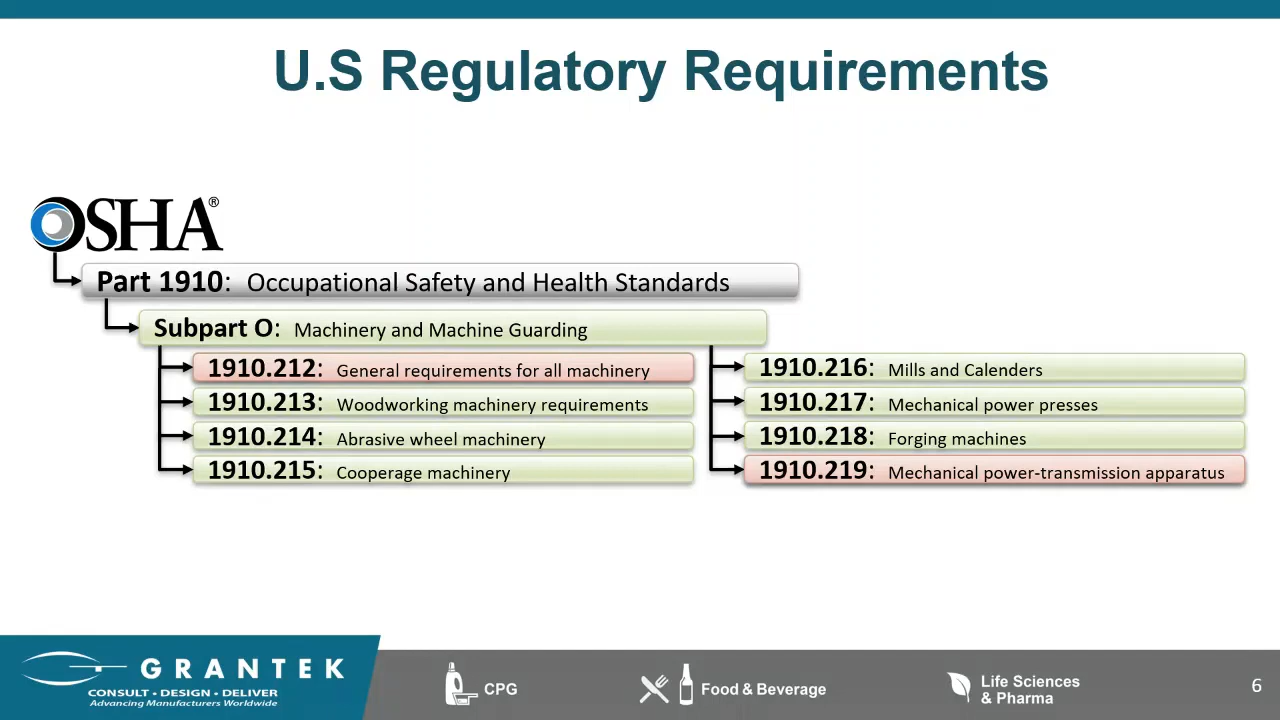 U.S Regulatory Requirements
OSHA®
Part 1910: Occupational Safety and Health Standards
Subpart O: Machinery and Machine Guarding
1910.212: General requirements for all machinery
1910.213: Woodworking machinery requirements
1910.214: Abrasive wheel machinery
1910.215: Cooperage machinery
1910.216: Mills and Calenders
1910.217: Mechanical power presses
1910.218: Forging machines
1910.219: Mechanical power-transmission apparatus
GRANTEK
CONSULT • DESIGN • DELIVER
Advancing Manufacturers Worldwide
CPG
Food & Beverage
Life Sciences
& Pharma
6